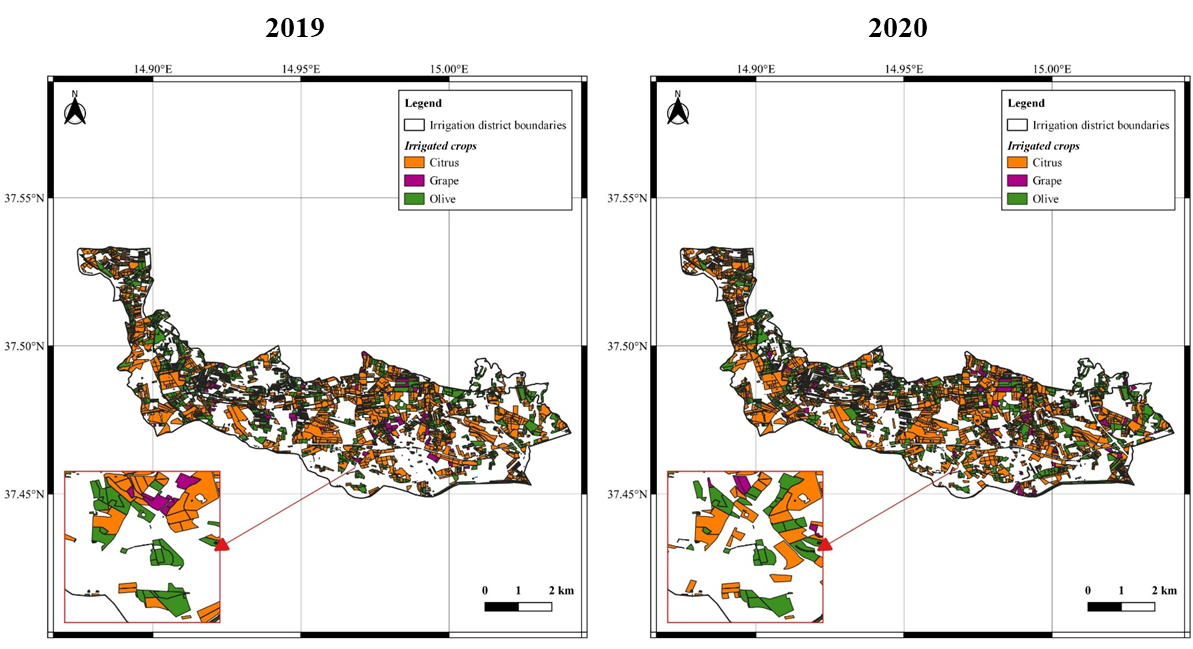 2019
2020
14.90°E 14.95°E 15.00°E
14.90°E 14.95°E 15.00°E
N
Legend
Irrigation district boundaries
Irrigated crops
Citrus
Grape
Olive
N
Legend
Irrigation district boundaries
Irrigated crops
Citrus
Grape
Olive
37.55°N
37.55°N
37.50°N
37.50°N
37.45°N
37.45°N
0 1 2 km
0 1 2 km